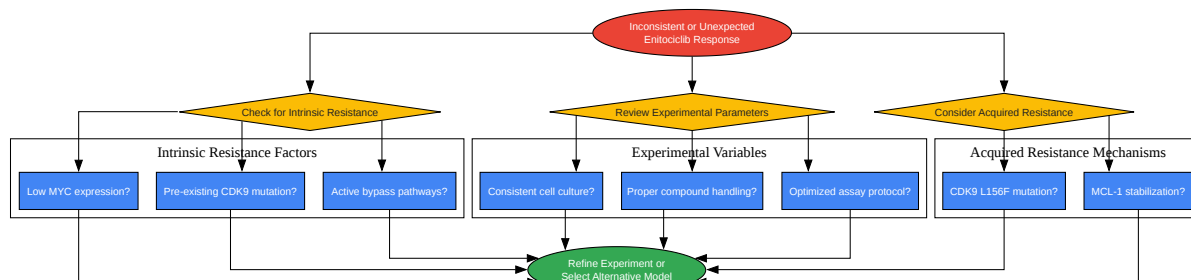 Inconsistent or Unexpected
Enitociclib Response
Check for Intrinsic Resistance
Review Experimental Parameters
Consider Acquired Resistance
Intrinsic Resistance Factors
Experimental Variables
Acquired Resistance Mechanisms
Low MYC expression?
Pre-existing CDK9 mutation?
Active bypass pathways?
Consistent cell culture?
Proper compound handling?
Optimized assay protocol?
CDK9 L156F mutation?
MCL-1 stabilization?
Refine Experiment or
Select Alternative Model